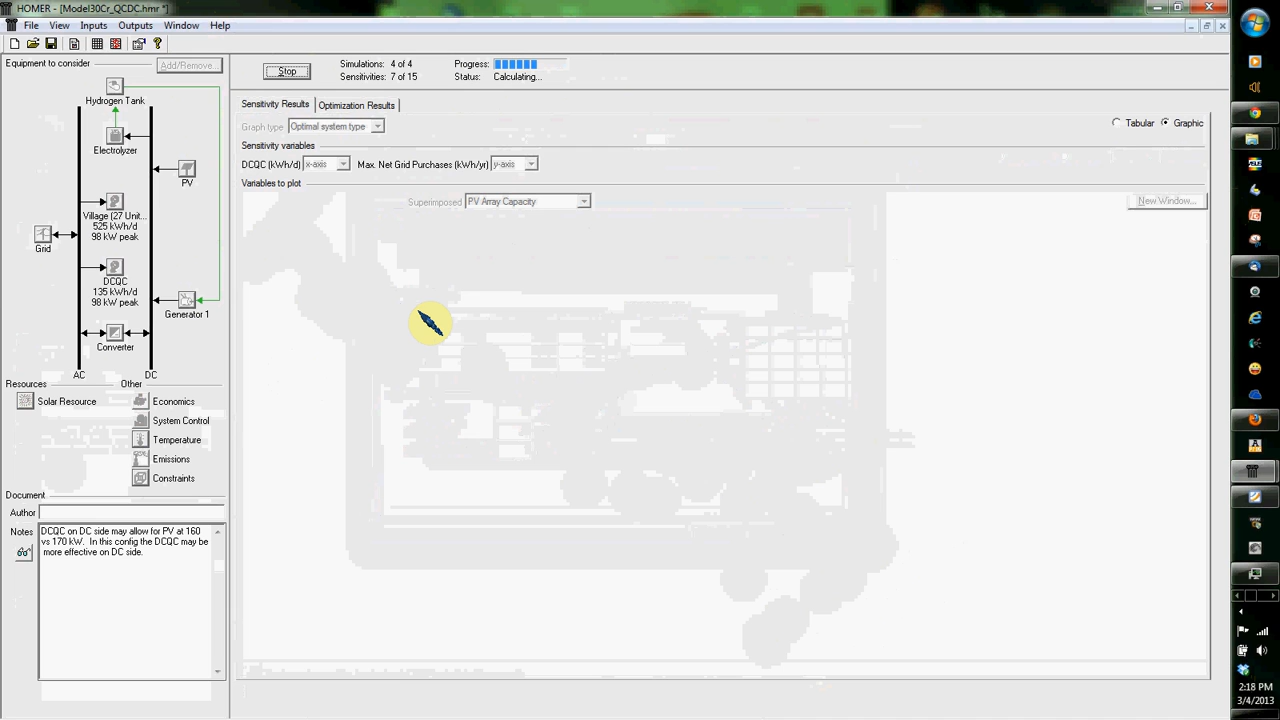 HOMER - [Model30Cr_QCDC.hmr *]
File View Inputs Outputs Window Help
Equipment to consider
Add/Remove...
Hydrogen Tank
Electrolyzer
PV
Village (27 Unit...
525 kWh/d
98 kW peak
Grid
DCQC
135 kWh/d
98 kW peak
Generator 1
Converter
AC DC
Resources Other
Solar Resource Economics
System Control
Temperature
Emissions
Constraints
Document
Author
Notes
DCQC on DC side may allow for PV at 160
vs 170 kW. In this config the DCQC may be
more effective on DC side.
Stop
Simulations: 4 of 4 Progress:
Sensitivities: 7 of 15 Status: Calculating...
Sensitivity Results Optimization Results
Graph type Optimal system type
Tabular Graphic
Sensitivity variables
DCQC (kWh/d) x-axis Max. Net Grid Purchases (kWh/yr) y-axis
Variables to plot
Superimposed PV Array Capacity
New Window...
2:18 PM
3/4/2013